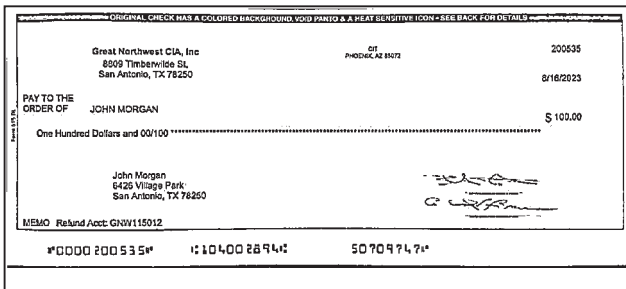 ORIGINAL CHECK HAS A COLORED BACKGROUND, VOID PANTO & A HEAT SENSITIVE ICON - SEE BACK FOR DETAILS
Great Northwest CIA, Inc
8809 Timberwilde St,
San Antonio, TX 78250
CIT
PHOENIX, AZ 85072
200535
8/16/2023
PAY TO THE
ORDER OF JOHN MORGAN
$ 100.00
One Hundred Dollars and 00/100
John Morgan
6426 Village Park
San Antonio, TX 78250
MEMO Refund Acct: GNW115012
⑈0000200535⑈ ⑆104002894⑆ 50709747⑈